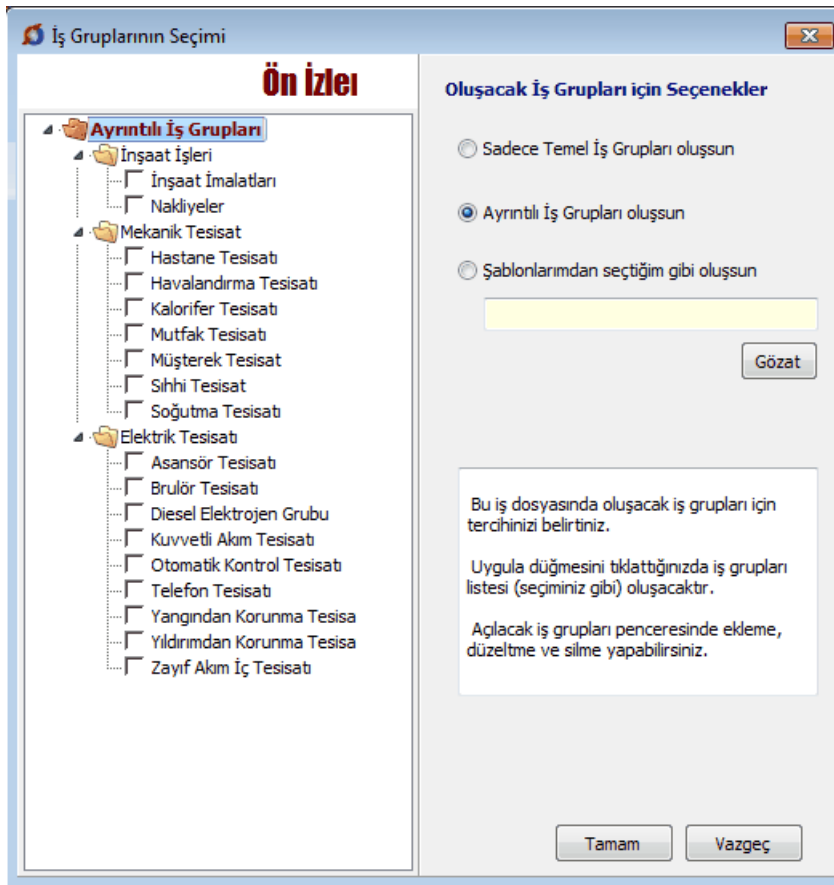 İş Gruplarının Seçimi
Ön İzleı
Ayrıntılı İş Grupları
İnşaat İşleri
İnşaat İmalatları
Nakliyeler
Mekanik Tesisat
Hastane Tesisatı
Havalandırma Tesisatı
Kalorifer Tesisatı
Mutfak Tesisatı
Müşterek Tesisat
Sıhhi Tesisat
Soğutma Tesisatı
Elektrik Tesisatı
Asansör Tesisatı
Brulör Tesisatı
Diesel Elektrojen Grubu
Kuvvetli Akım Tesisatı
Otomatik Kontrol Tesisatı
Telefon Tesisatı
Yangından Korunma Tesisa
Yıldırımdan Korunma Tesisa
Zayıf Akım İç Tesisatı
Oluşacak İş Grupları için Seçenekler
Sadece Temel İş Grupları oluşsun
Ayrıntılı İş Grupları oluşsun
Şablonlarımdan seçtiğim gibi oluşsun
Gözat
Bu iş dosyasında oluşacak iş grupları için
tercihinizi belirtiniz.
Uygula düğmesini tıklattığınızda iş grupları
listesi (seçiminiz gibi) oluşacaktır.
Açılacak iş grupları penceresinde ekleme,
düzeltme ve silme yapabilirsiniz.
Tamam
Vazgeç